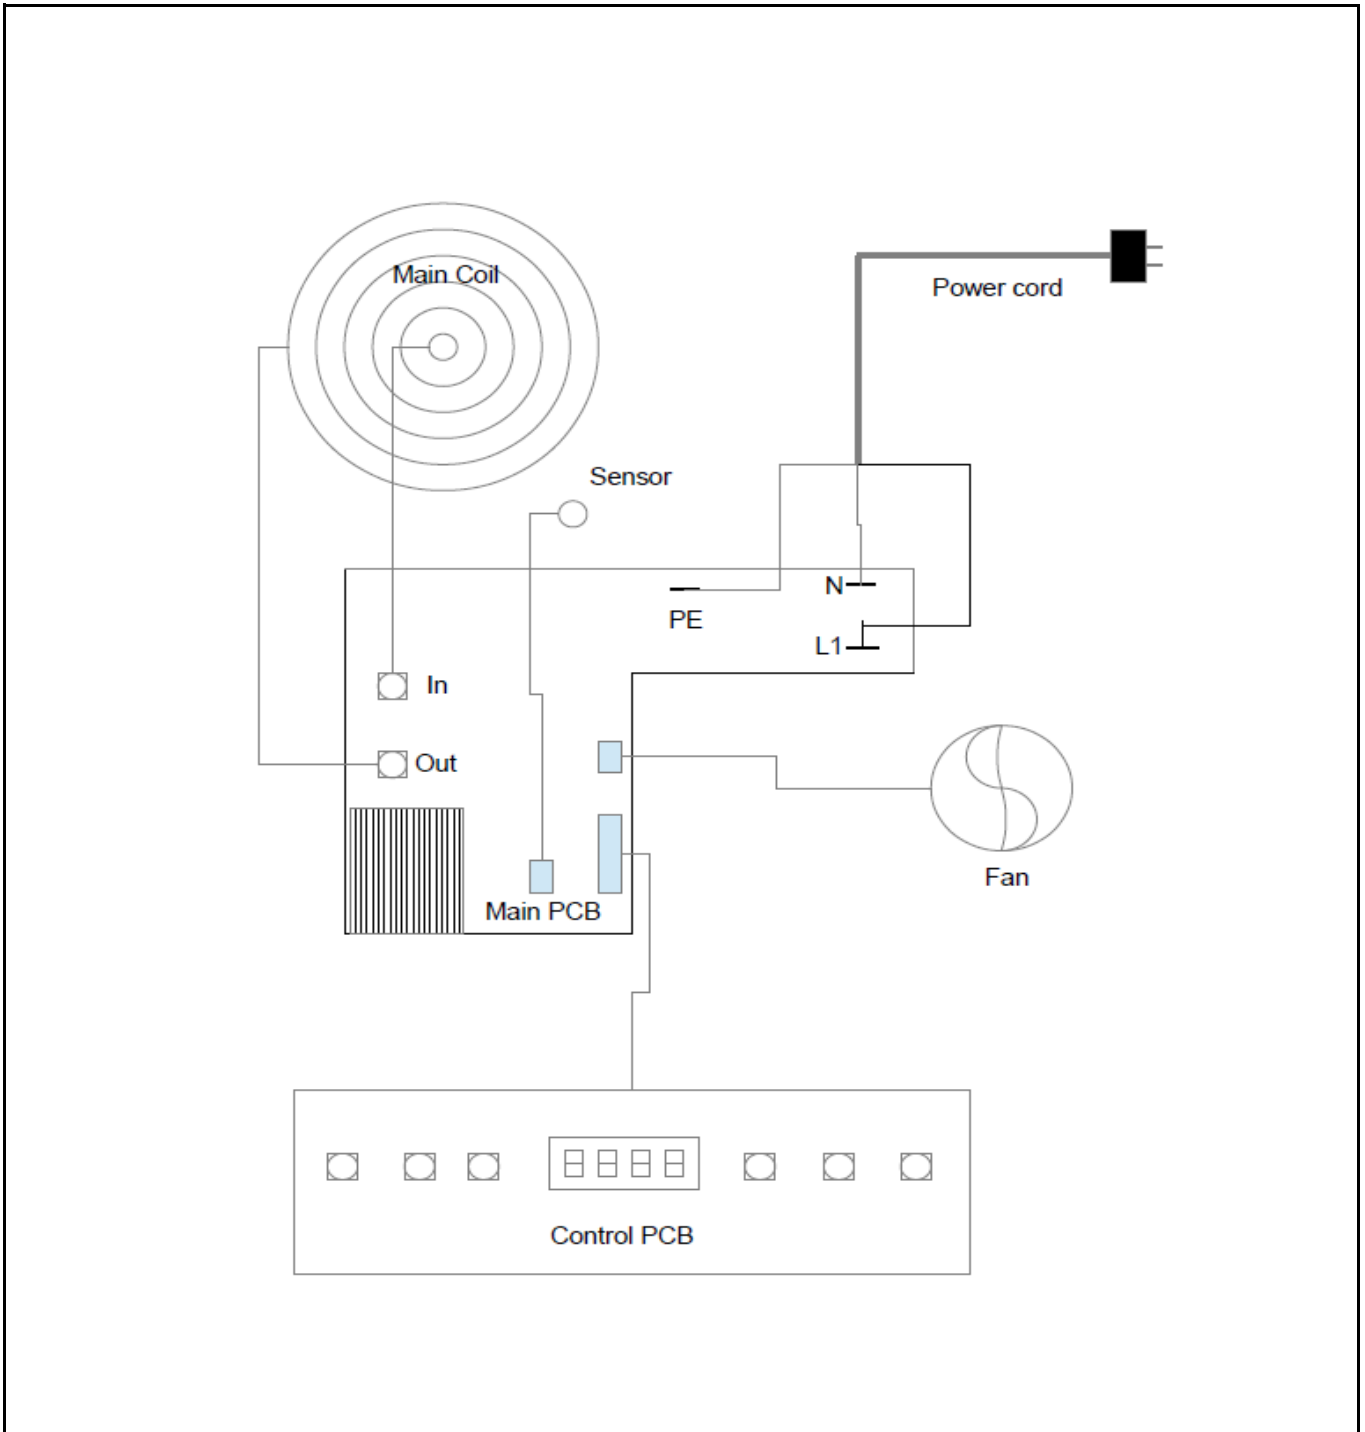 Main Coil
Power cord
Sensor
N
PE
L1
In
Out
Fan
Main PCB
Control PCB